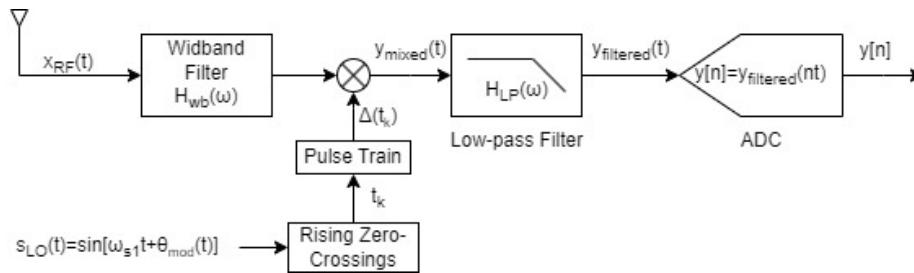 x_RF(t)
Widband
Filter
H_wb(ω)
y_mixed(t)
H_LP(ω)
Low-pass Filter
y_filtered(t)
y[n]=y_filtered(nt)
ADC
y[n]
Δ(t_k)
Pulse Train
t_k
s_LO(t)=sin[ω_s1t+θ_mod(t)]
Rising Zero-
Crossings